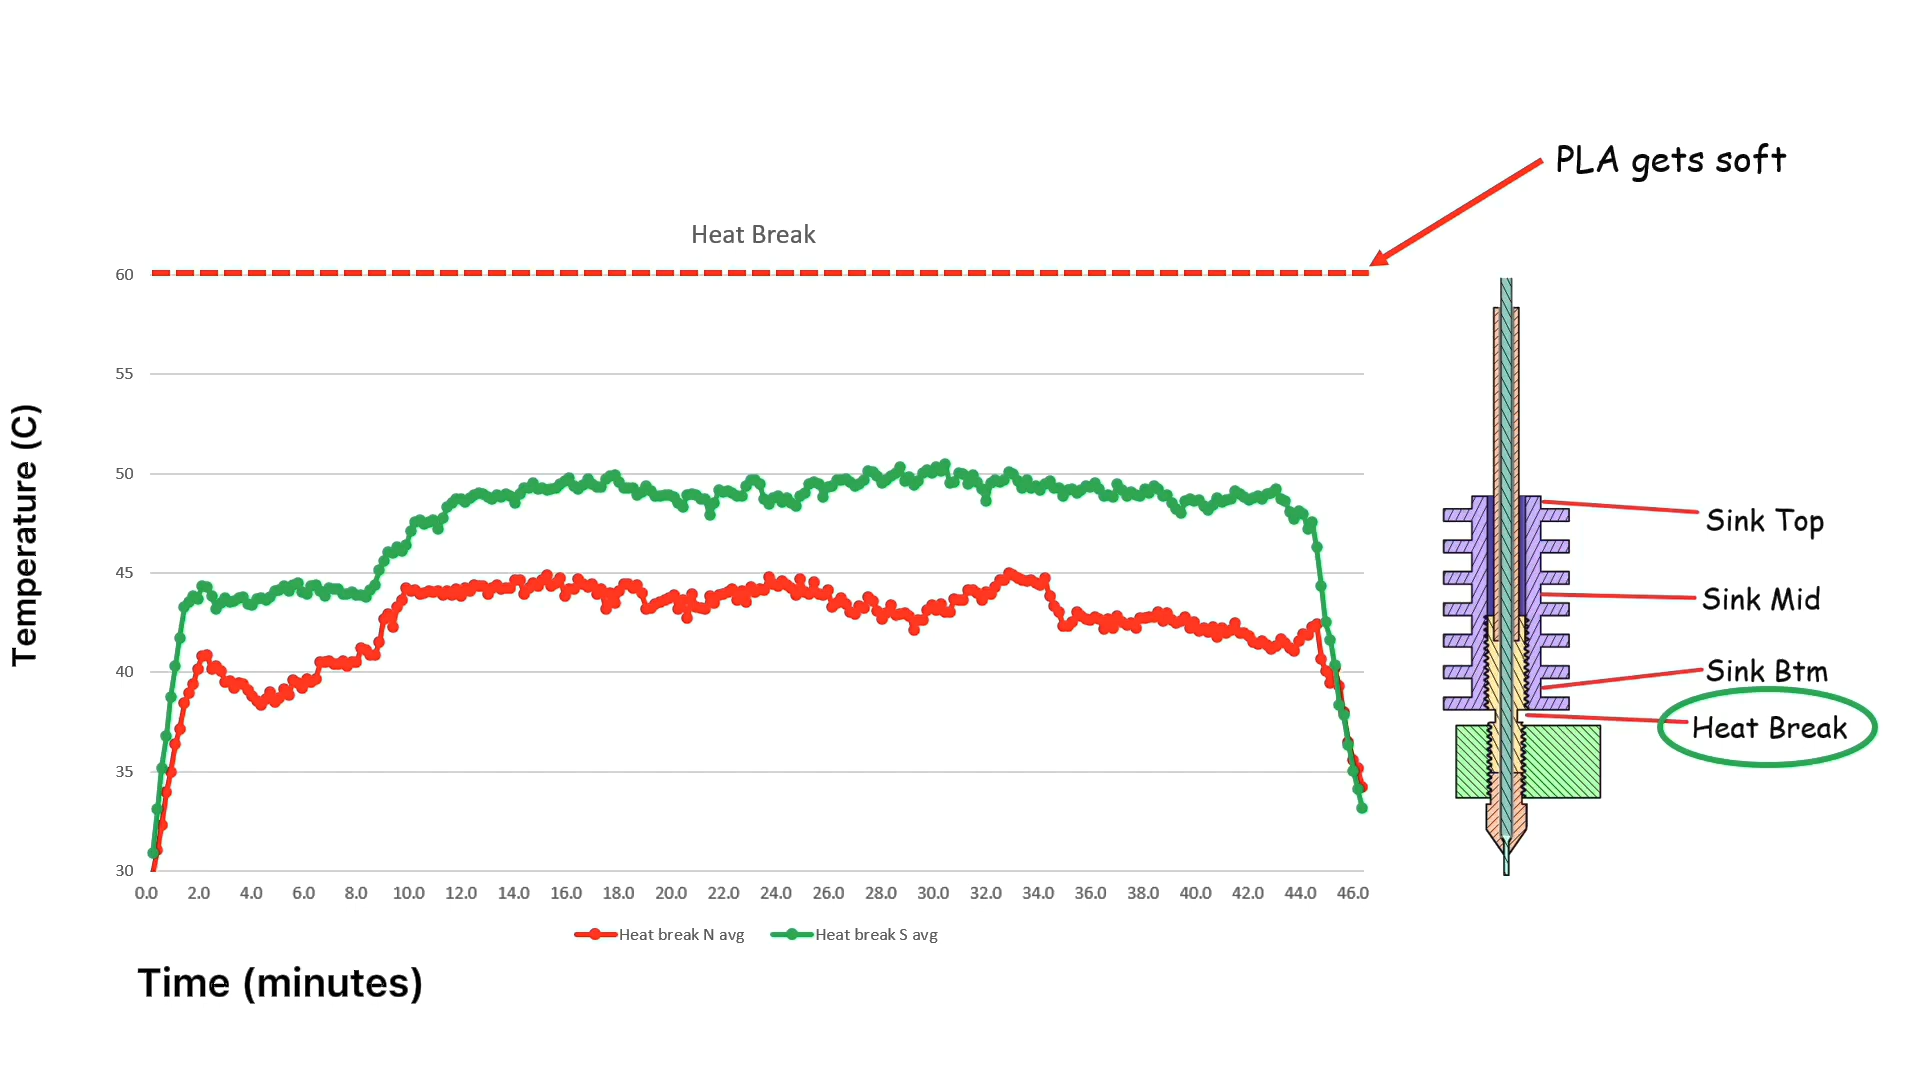 PLA gets soft
Heat Break
60
55
50
45
40
35
30
Temperature (C)
0.0 2.0 4.0 6.0 8.0 10.0 12.0 14.0 16.0 18.0 20.0 22.0 24.0 26.0 28.0 30.0 32.0 34.0 36.0 38.0 40.0 42.0 44.0 46.0
Heat break N avg Heat break S avg
Time (minutes)
Sink Top
Sink Mid
Sink Btm
Heat Break